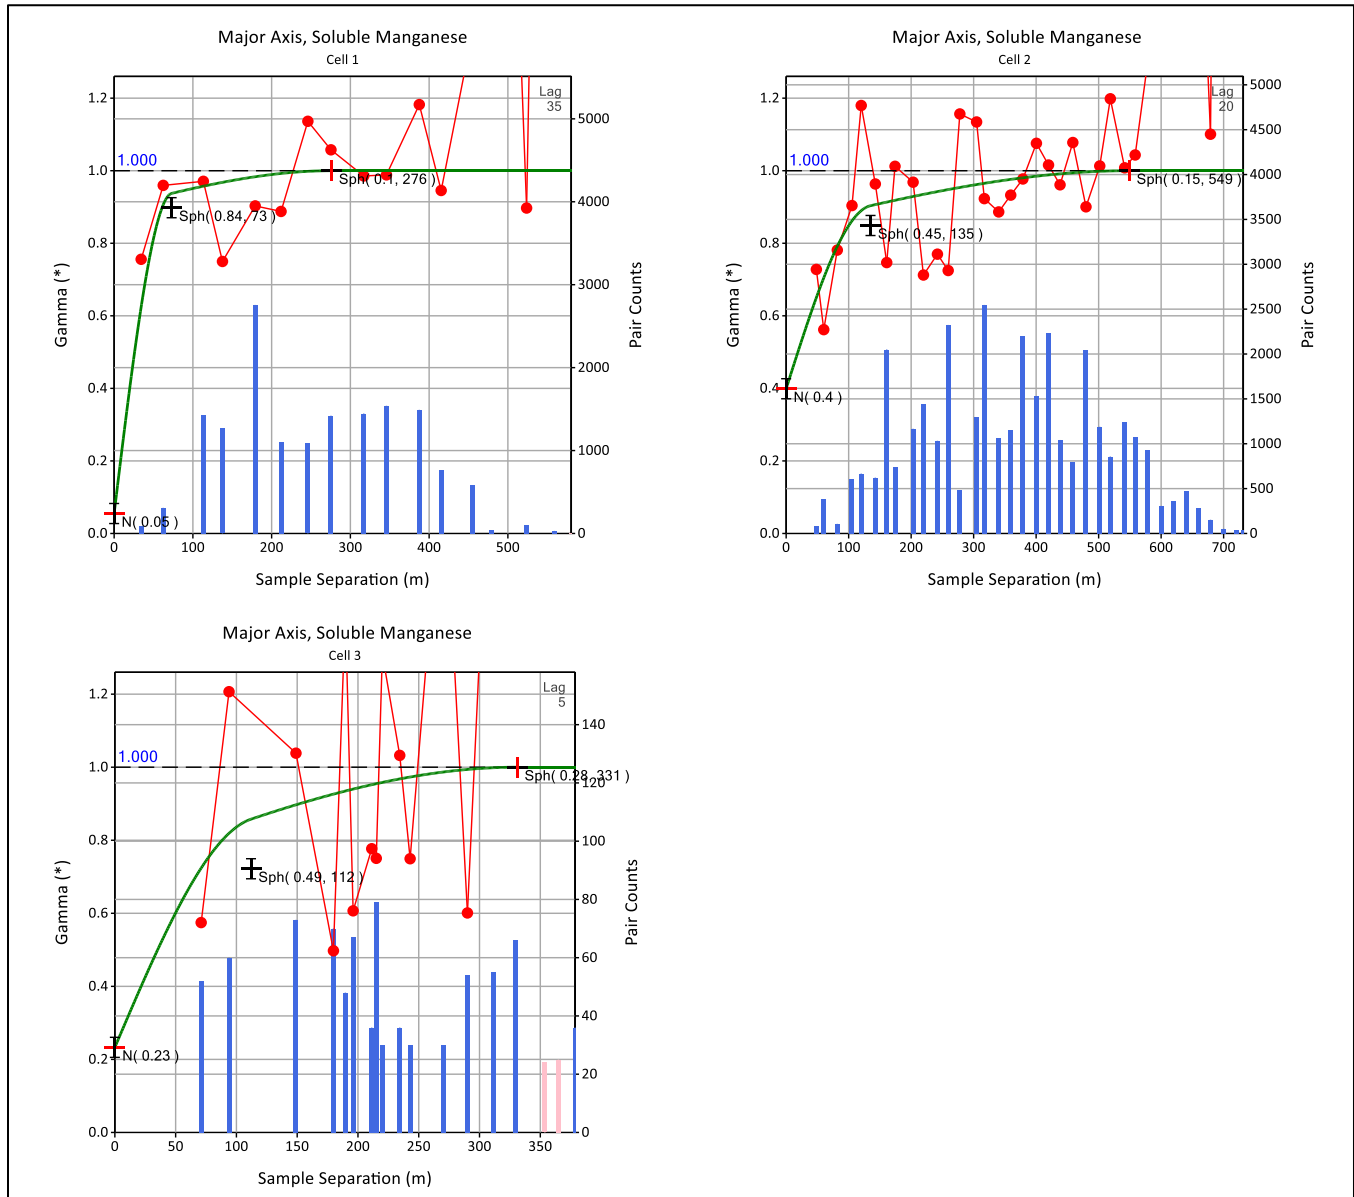 Major Axis, Soluble Manganese
Cell 1
Lag
35
1.000
Sph( 0.1, 276 )
Sph( 0.84, 73 )
N( 0.05 )
Gamma (*)
1.2
1.0
0.8
0.6
0.4
0.2
0.0
5000
4000
3000
2000
1000
0
Pair Counts
0 100 200 300 400 500
Sample Separation (m)
Major Axis, Soluble Manganese
Cell 2
Lag
20
1.000
Sph( 0.15, 549 )
Sph( 0.45, 135 )
N( 0.4 )
Gamma (*)
1.2
1.0
0.8
0.6
0.4
0.2
0.0
5000
4500
4000
3500
3000
2500
2000
1500
1000
500
0
Pair Counts
0 100 200 300 400 500 600 700
Sample Separation (m)
Major Axis, Soluble Manganese
Cell 3
Lag
5
1.000
Sph( 0.28, 331 )
Sph( 0.49, 112 )
N( 0.23 )
Gamma (*)
1.2
1.0
0.8
0.6
0.4
0.2
0.0
140
120
100
80
60
40
20
0
Pair Counts
0 50 100 150 200 250 300 350
Sample Separation (m)